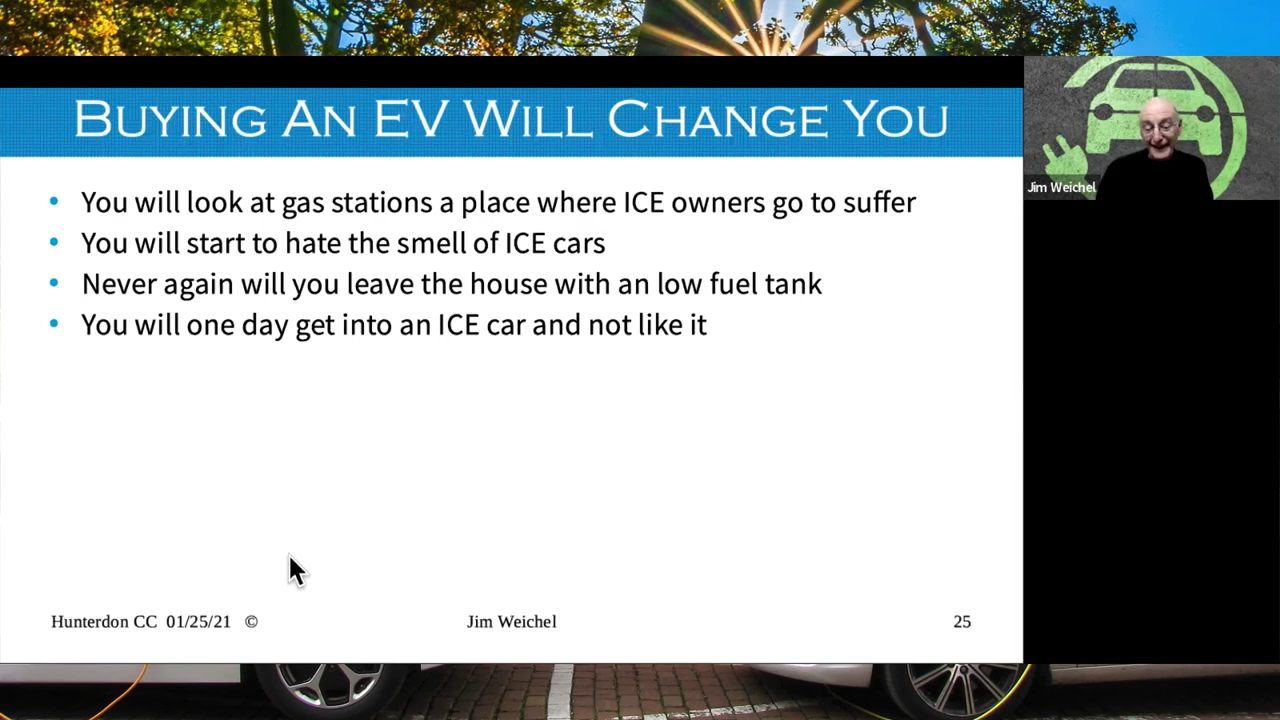 BUYING AN EV WILL CHANGE YOU
Jim Weichel
• You will look at gas stations a place where ICE owners go to suffer
• You will start to hate the smell of ICE cars
• Never again will you leave the house with an low fuel tank
• You will one day get into an ICE car and not like it
Hunterdon CC 01/25/21 © Jim Weichel 25